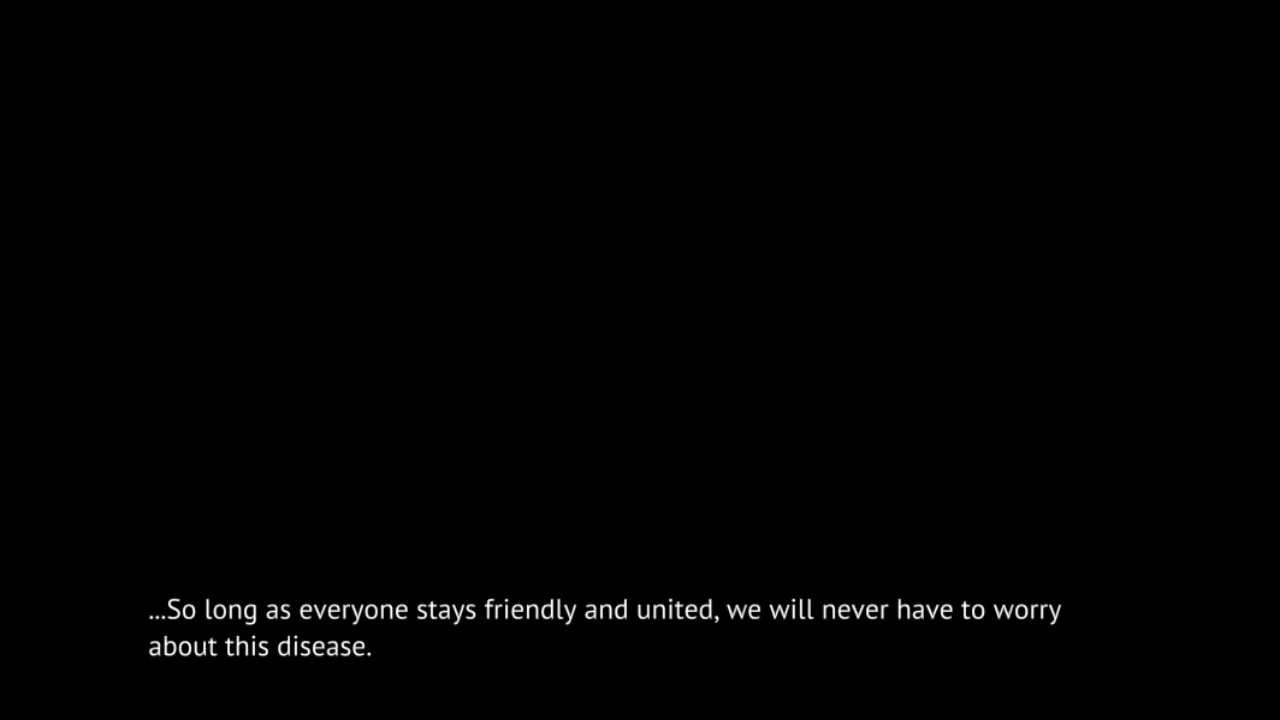 ...So long as everyone stays friendly and united, we will never have to worry
about this disease.